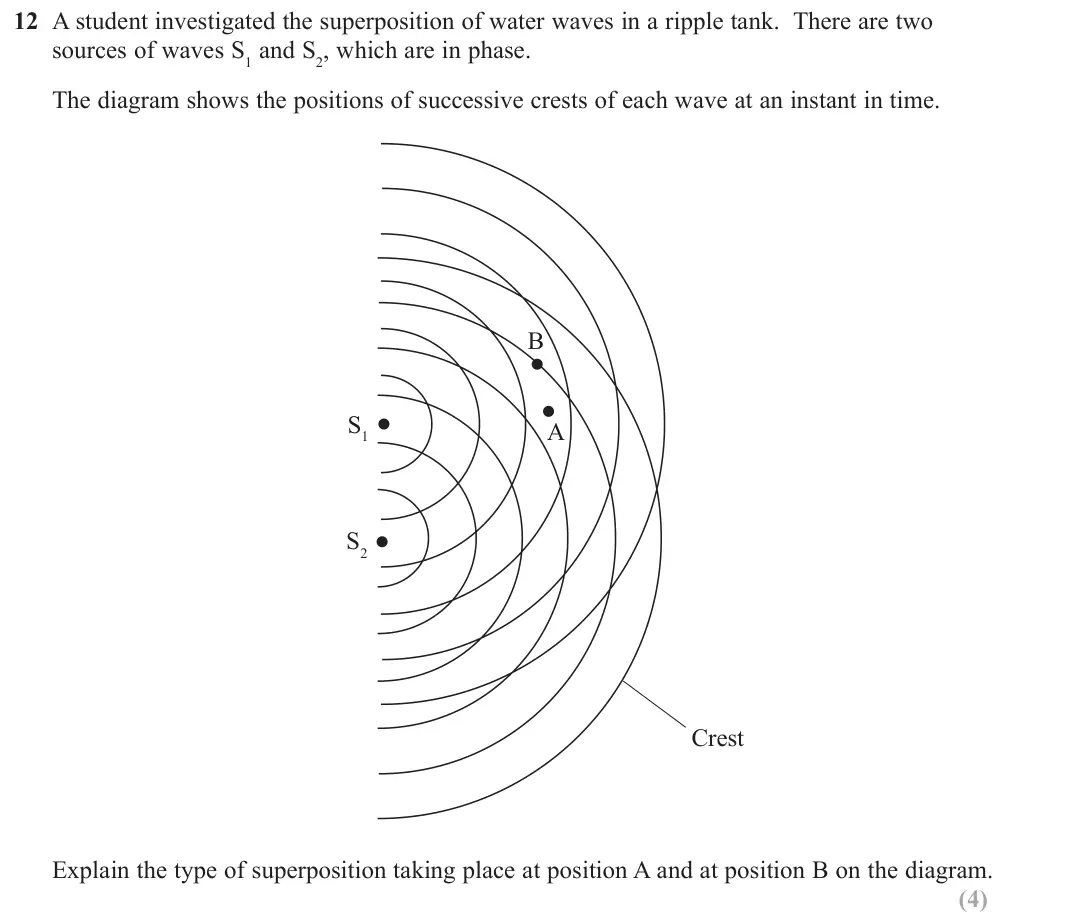 12 A student investigated the superposition of water waves in a ripple tank. There are two
sources of waves S₁ and S₂, which are in phase.
The diagram shows the positions of successive crests of each wave at an instant in time.
B
A
S₁
S₂
Crest
Explain the type of superposition taking place at position A and at position B on the diagram.
(4)